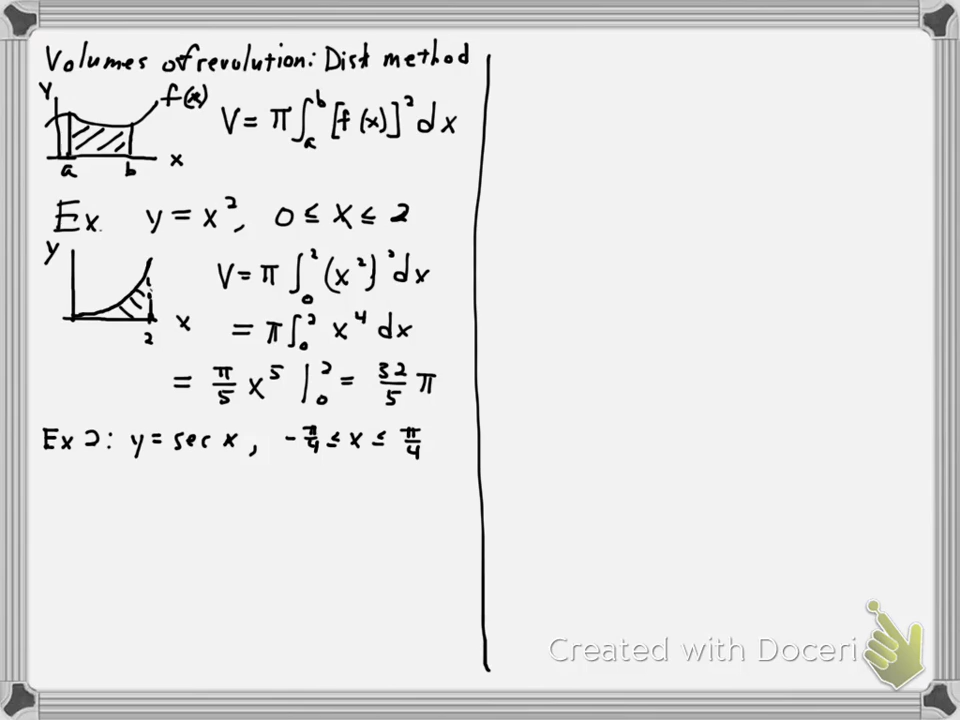 Volumes of revolution: Disk method
y f(x) V = π∫_a^b [f(x)]² dx
a b x
Ex. y = x², 0 ≤ x ≤ 2
y V = π ∫_0^2 (x²)² dx
x = π ∫_0^2 x⁴ dx
2
= π/5 x⁵ |_0^2 = 32/5 π
Ex 2: y = sec x, -π/4 ≤ x ≤ π/4
Created with Doceri